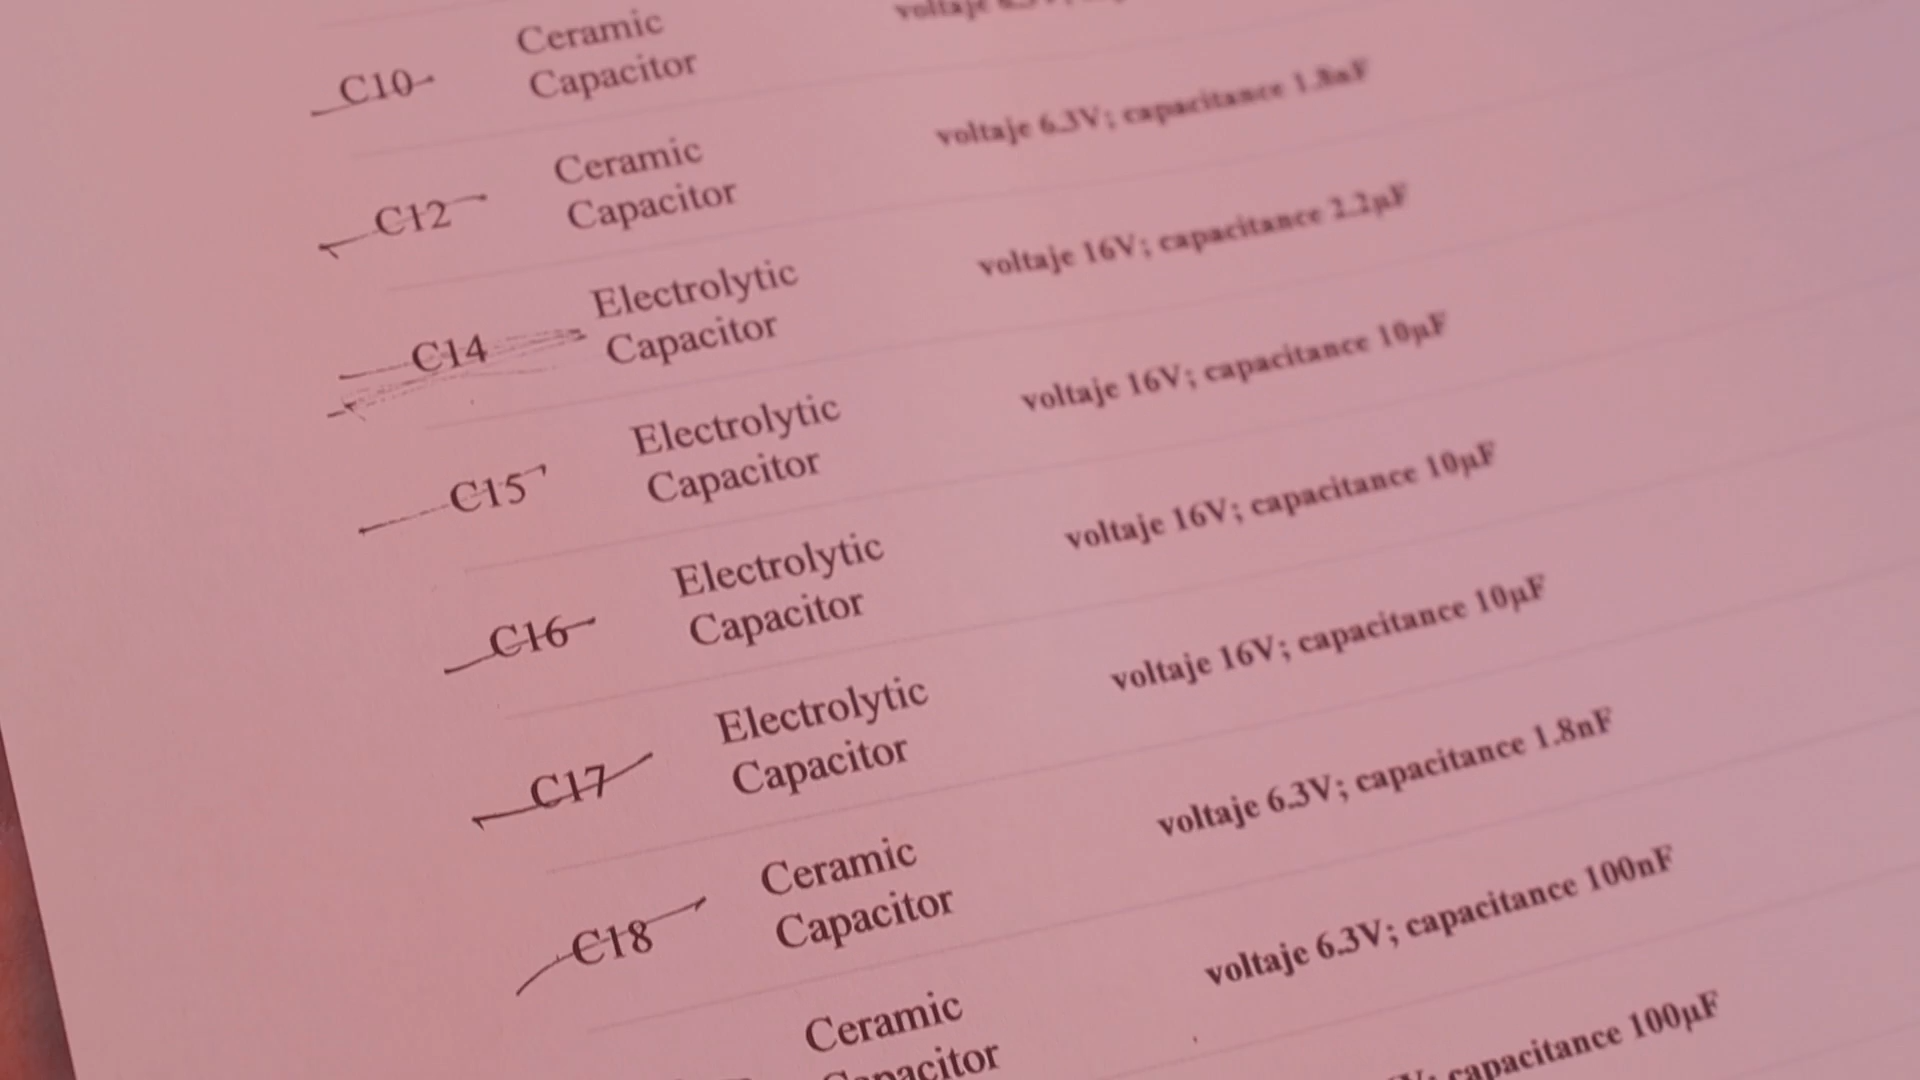 C10 Ceramic
Capacitor
voltaje
C12 Ceramic
Capacitor
voltaje 6.3V; capacitance 1.8nF
C14 Electrolytic
Capacitor
voltaje 16V; capacitance 2.2µF
C15 Electrolytic
Capacitor
voltaje 16V; capacitance 10µF
C16 Electrolytic
Capacitor
voltaje 16V; capacitance 10µF
C17 Electrolytic
Capacitor
voltaje 16V; capacitance 10µF
C18 Ceramic
Capacitor
voltaje 6.3V; capacitance 1.8nF
Ceramic
Capacitor
voltaje 6.3V; capacitance 100nF
capacitance 100µF